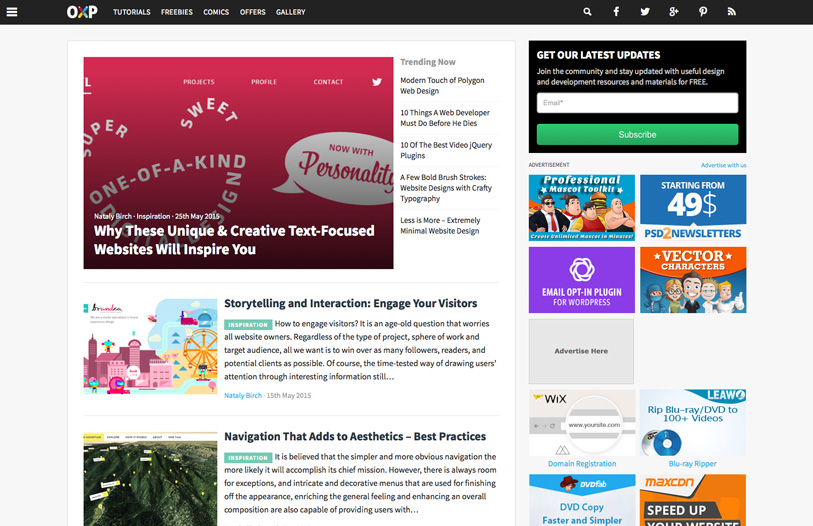 OXP TUTORIALS FREEBIES COMICS OFFERS GALLERY
PROJECTS PROFILE CONTACT
SUPER
SWEET
ONE-OF-A-KIND
DIGITAL DESIGN
NOW WITH
Personality
Nataly Birch · Inspiration · 25th May 2015
Why These Unique & Creative Text-Focused
Websites Will Inspire You
Trending Now
Modern Touch of Polygon
Web Design
10 Things A Web Developer
Must Do Before He Dies
10 Of The Best Video jQuery
Plugins
A Few Bold Brush Strokes:
Website Designs with Crafty
Typography
Less is More – Extremely
Minimal Website Design
Storytelling and Interaction: Engage Your Visitors
INSPIRATION How to engage visitors? It is an age-old question that worries
all website owners. Regardless of the type of project, sphere of work and
target audience, all we want is to win over as many followers, readers, and
potential clients as possible. Of course, the time-tested way of drawing users'
attention through interesting information still…
Nataly Birch · 15th May 2015
Navigation That Adds to Aesthetics – Best Practices
INSPIRATION It is believed that the simpler and more obvious navigation the
more likely it will accomplish its chief mission. However, there is always room
for exceptions, and intricate and decorative menus that are used for finishing
off the appearance, enriching the general feeling and enhancing an overall
composition are also capable of providing users with…
GET OUR LATEST UPDATES
Join the community and stay updated with useful design
and development resources and materials for FREE.
Email*
Subscribe
ADVERTISEMENT Advertise with us
Professional
Mascot Toolkit!
Create Unlimited Mascot in Minutes!
STARTING FROM
49$
PSD2NEWSLETTERS
EMAIL OPT-IN PLUGIN
FOR WORDPRESS
VECTOR
CHARACTERS
Advertise Here
WiX
www.yoursite.com
Domain Registration
LEAWO
Rip Blu-ray/DVD to
100+ Videos
Blu-ray Ripper
DVDFab
DVD Copy
Faster and Simpler
MAXCDN
SPEED UP
YOUR WEBSITE